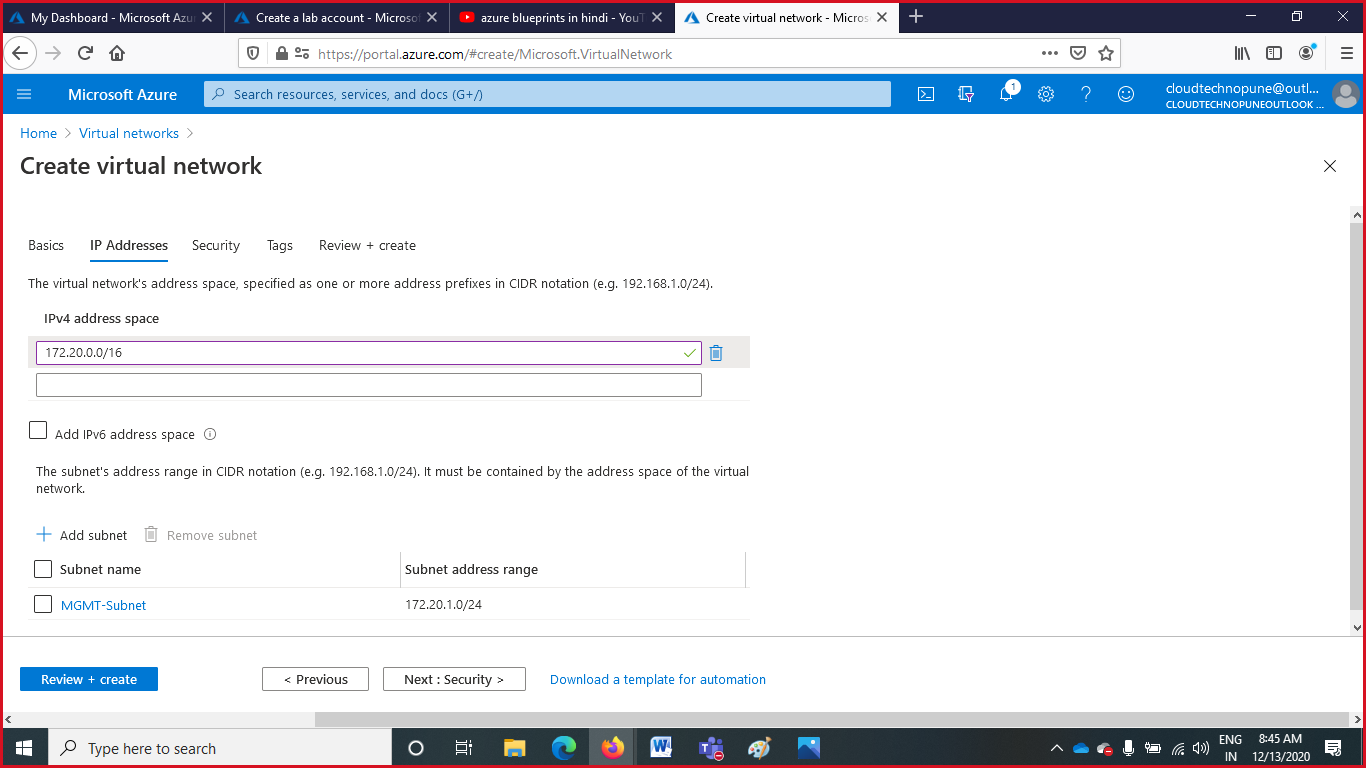 My Dashboard - Microsoft Azu
Create a lab account - Microsof
azure blueprints in hindi - YouT
Create virtual network - Micros
https://portal.azure.com/#create/Microsoft.VirtualNetwork
Microsoft Azure
Search resources, services, and docs (G+/)
1
cloudtechnopune@outl...
CLOUDTECHNOPUNEOUTLOOK ...
Home > Virtual networks >
Create virtual network
Basics
IP Addresses
Security
Tags
Review + create
The virtual network's address space, specified as one or more address prefixes in CIDR notation (e.g. 192.168.1.0/24).
IPv4 address space
172.20.0.0/16
Add IPv6 address space
The subnet's address range in CIDR notation (e.g. 192.168.1.0/24). It must be contained by the address space of the virtual
network.
+ Add subnet
Remove subnet
Subnet name
Subnet address range
MGMT-Subnet
172.20.1.0/24
Review + create
< Previous
Next : Security >
Download a template for automation
Type here to search
ENG
IN
8:45 AM
12/13/2020